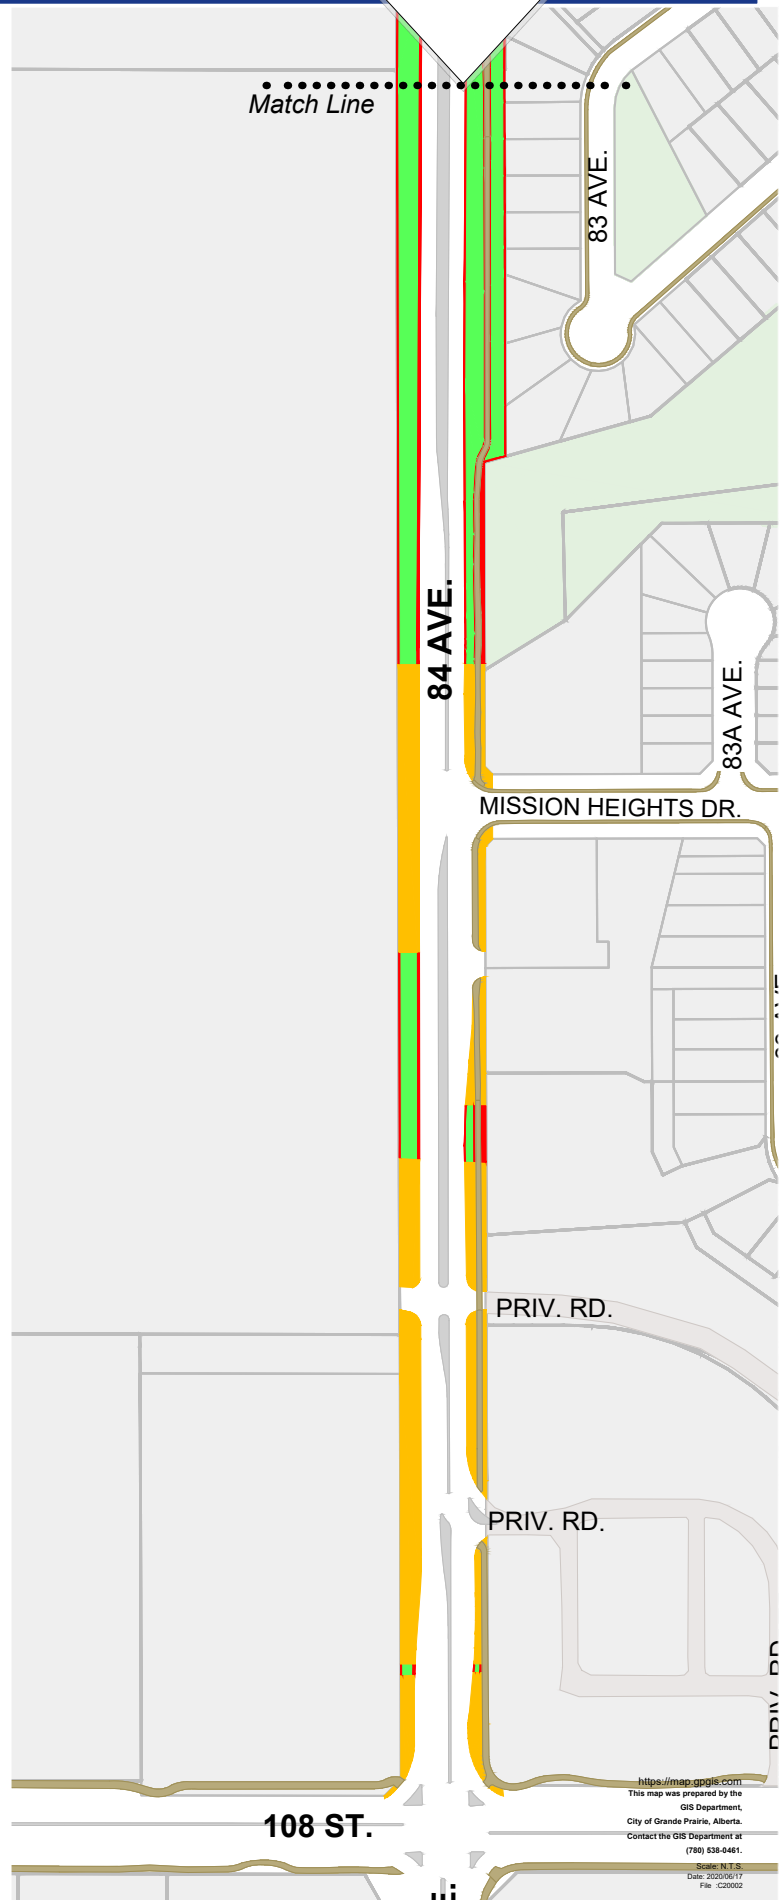 Match Line
83 AVE.
84 AVE.
83A AVE.
MISSION HEIGHTS DR.
PRIV. RD.
PRIV. RD.
PRIV. RD.
108 ST.
https://map.gpgis.com
This map was prepared by the
GIS Department,
City of Grande Prairie, Alberta.
Contact the GIS Department at
(780) 538-0461.
Scale: N.T.S.
Date: 2020/06/17
File :C20002